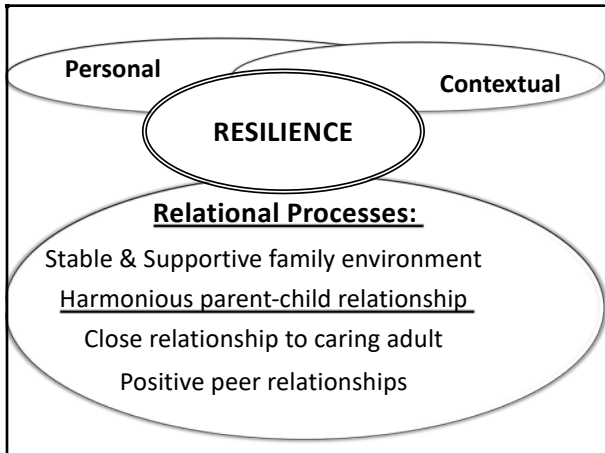 Personal
Contextual
RESILIENCE
Relational Processes:
Stable & Supportive family environment
Harmonious parent-child relationship
Close relationship to caring adult
Positive peer relationships